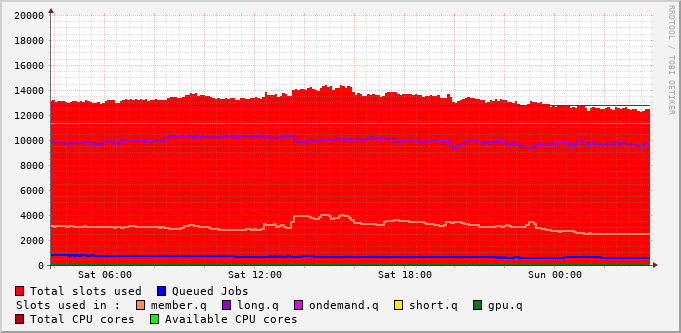 20000
18000
16000
14000
12000
10000
8000
6000
4000
2000
0
Sat 06:00 Sat 12:00 Sat 18:00 Sun 00:00
RRDTOOL / TOBI OETIKER
Total slots used Queued Jobs
Slots used in : member.q long.q ondemand.q short.q gpu.q
Total CPU cores Available CPU cores